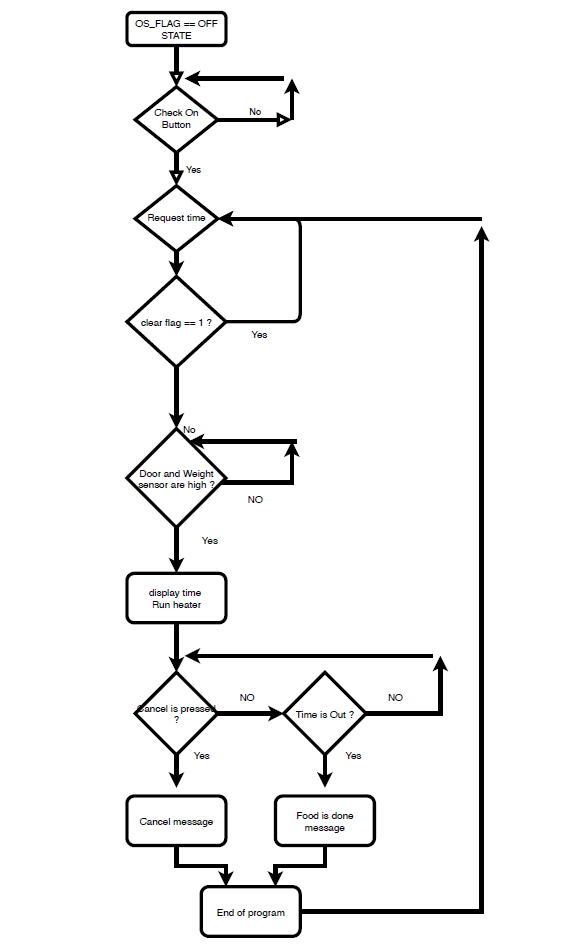 OS_FLAG == OFF
STATE
Check On
Button
No
Yes
Request time
clear flag == 1 ?
Yes
No
Door and Weight
sensor are high ?
NO
Yes
display time
Run heater
Cancel is pressed
?
NO
Time is Out ?
NO
Yes
Yes
Cancel message
Food is done
message
End of program